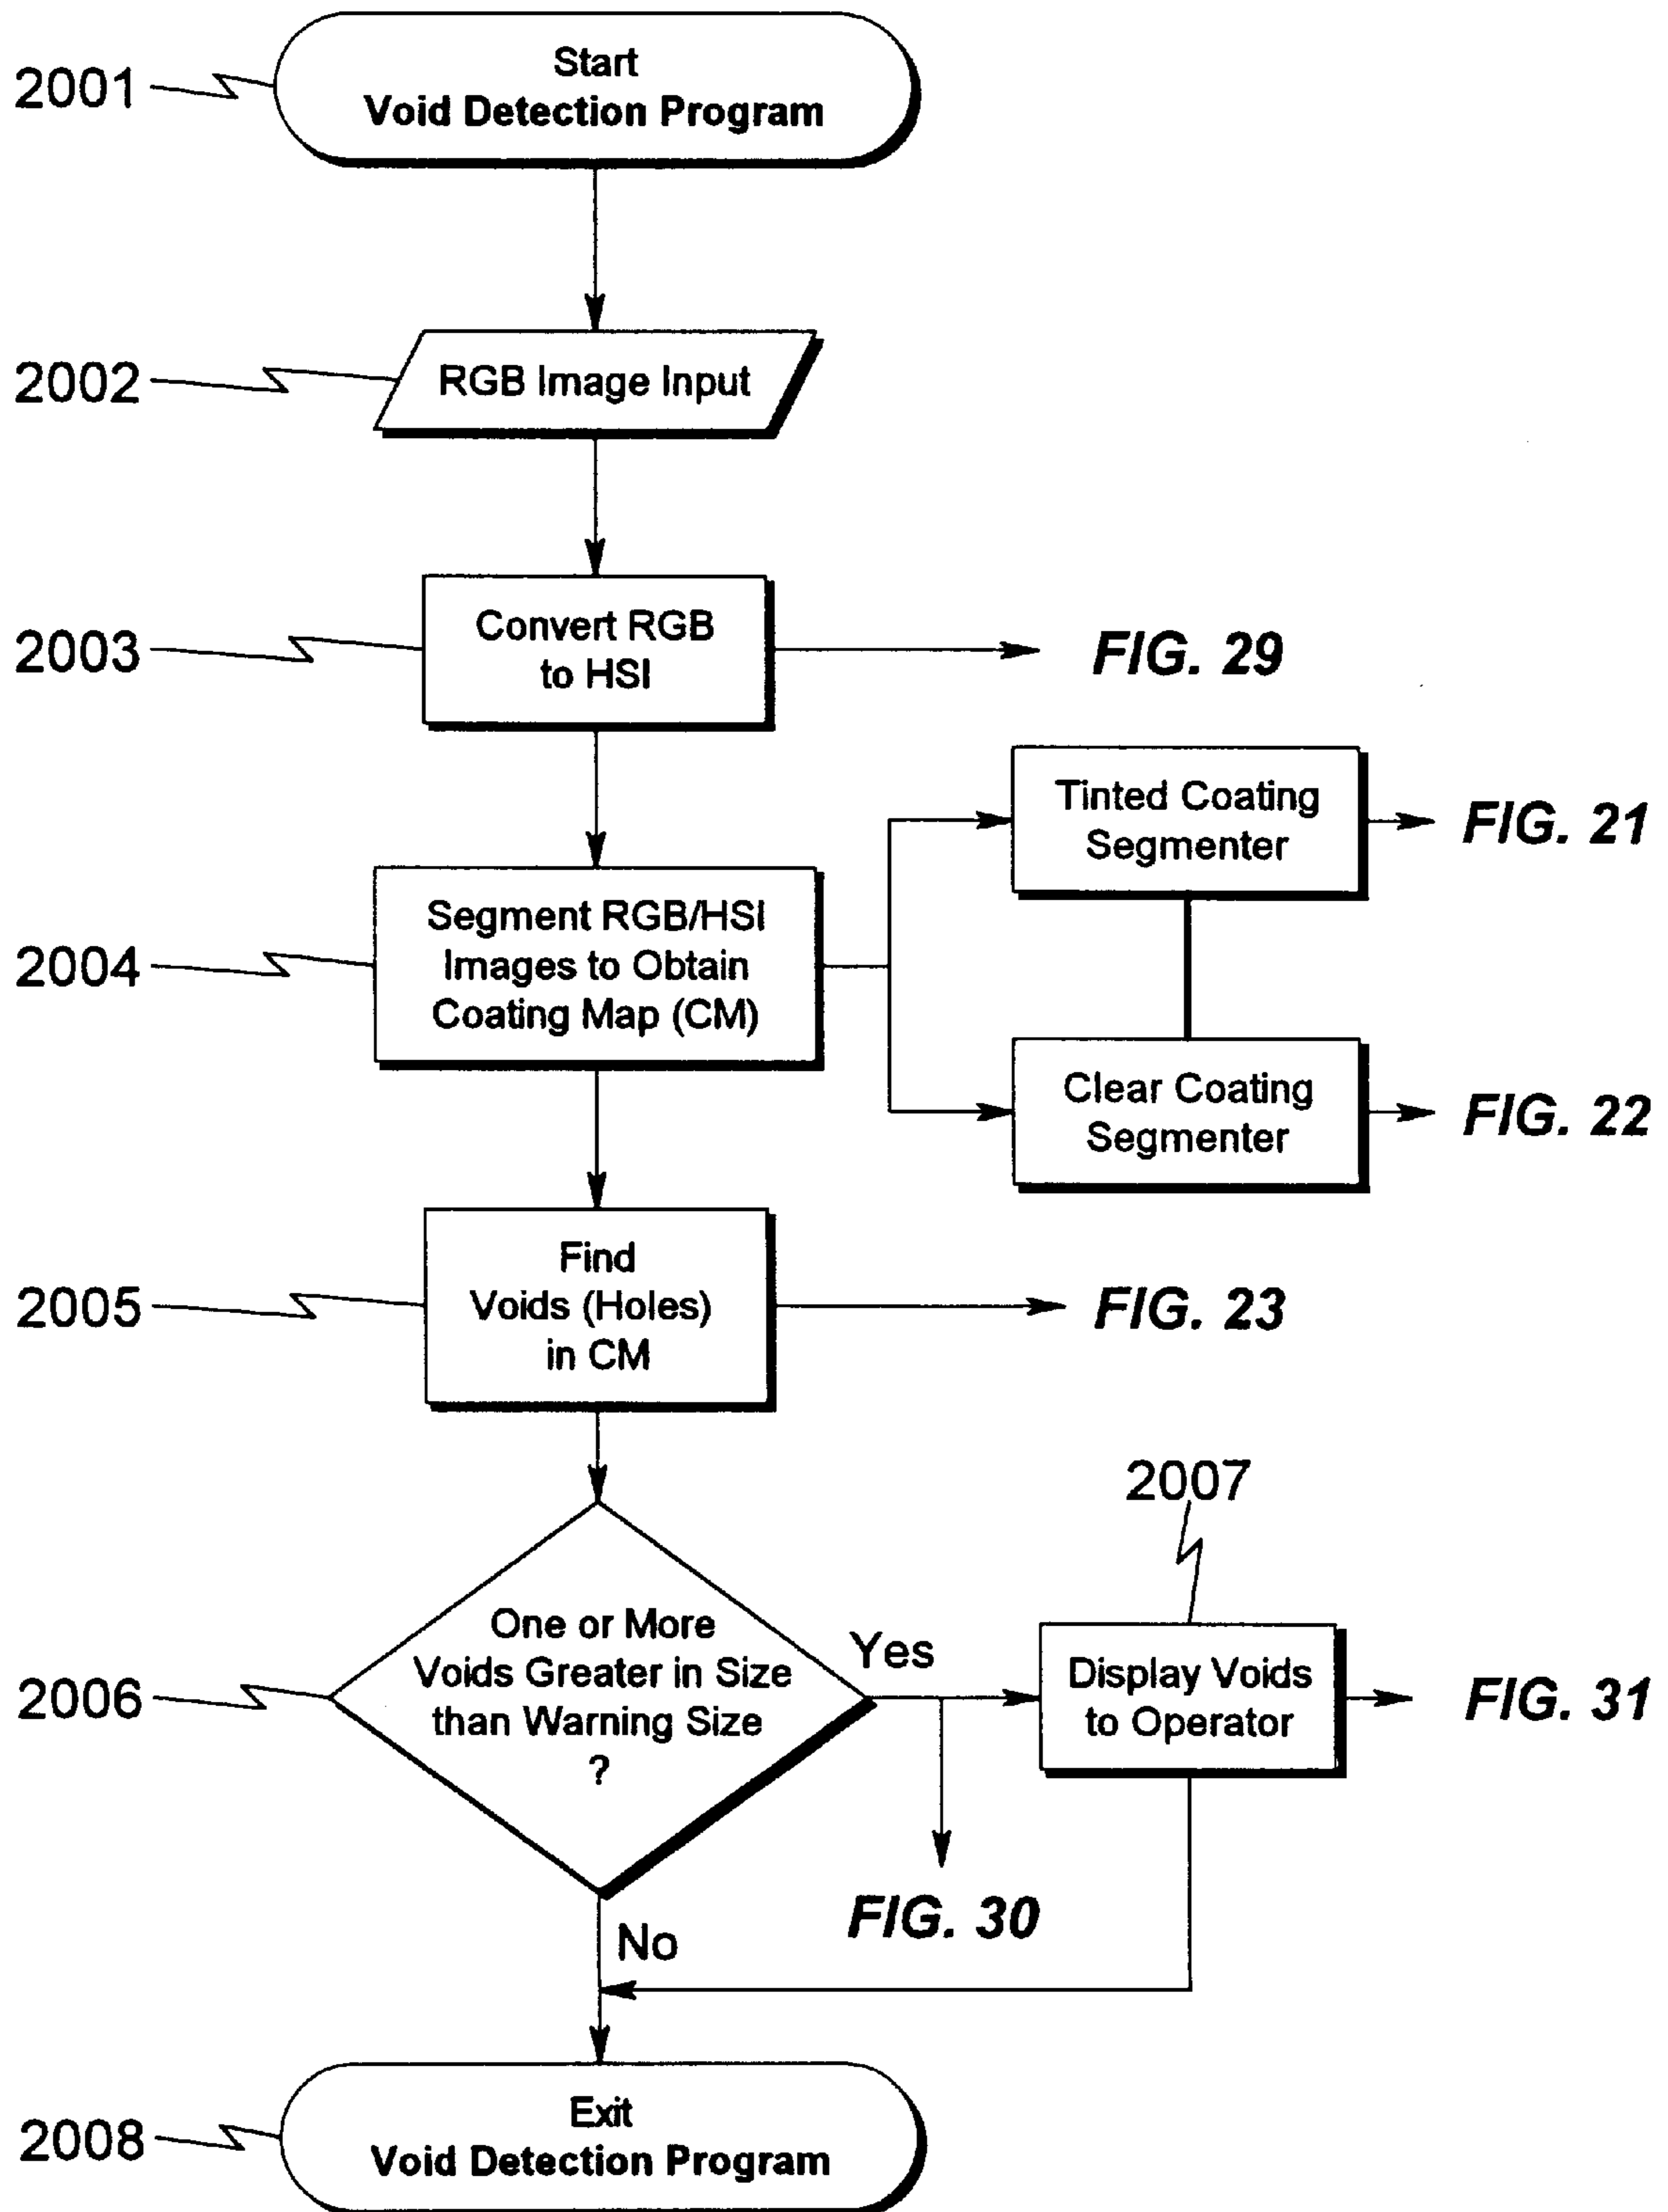 2001
Start
Void Detection Program
2002
RGB Image Input
2003
Convert RGB
to HSI
FIG. 29
Tinted Coating
Segmenter
FIG. 21
2004
Segment RGB/HSI
Images to Obtain
Coating Map (CM)
Clear Coating
Segmenter
FIG. 22
2005
Find
Voids (Holes)
in CM
FIG. 23
2007
2006
One or More
Voids Greater in Size
than Warning Size
?
Yes
Display Voids
to Operator
FIG. 31
FIG. 30
No
2008
Exit
Void Detection Program